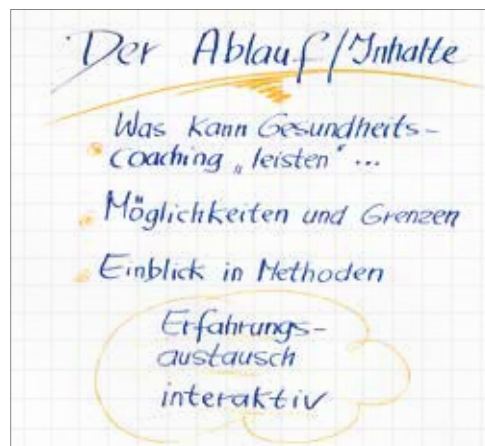 Der Ablauf/Inhalte
Was kann Gesundheits-
coaching „leisten“ ...
Möglichkeiten und Grenzen
Einblick in Methoden
Erfahrungs-
austausch
interaktiv